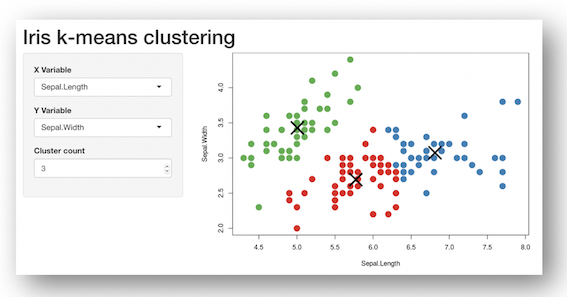 Iris k-means clustering
X Variable
Sepal.Length
Y Variable
Sepal.Width
Cluster count
3
Sepal.Width
4.0
3.5
3.0
2.5
2.0
4.5 5.0 5.5 6.0 6.5 7.0 7.5 8.0
Sepal.Length